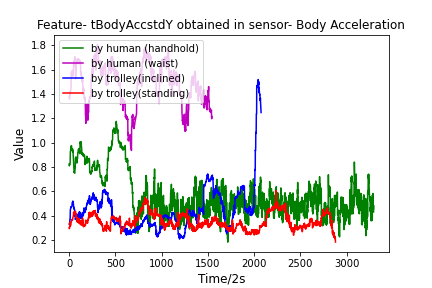 Feature- tBodyAccstdY obtained in sensor- Body Acceleration
by human (handhold)
by human (waist)
by trolley(inclined)
by trolley(standing)
Value
1.8
1.6
1.4
1.2
1.0
0.8
0.6
0.4
0.2
0 500 1000 1500 2000 2500 3000
Time/2s